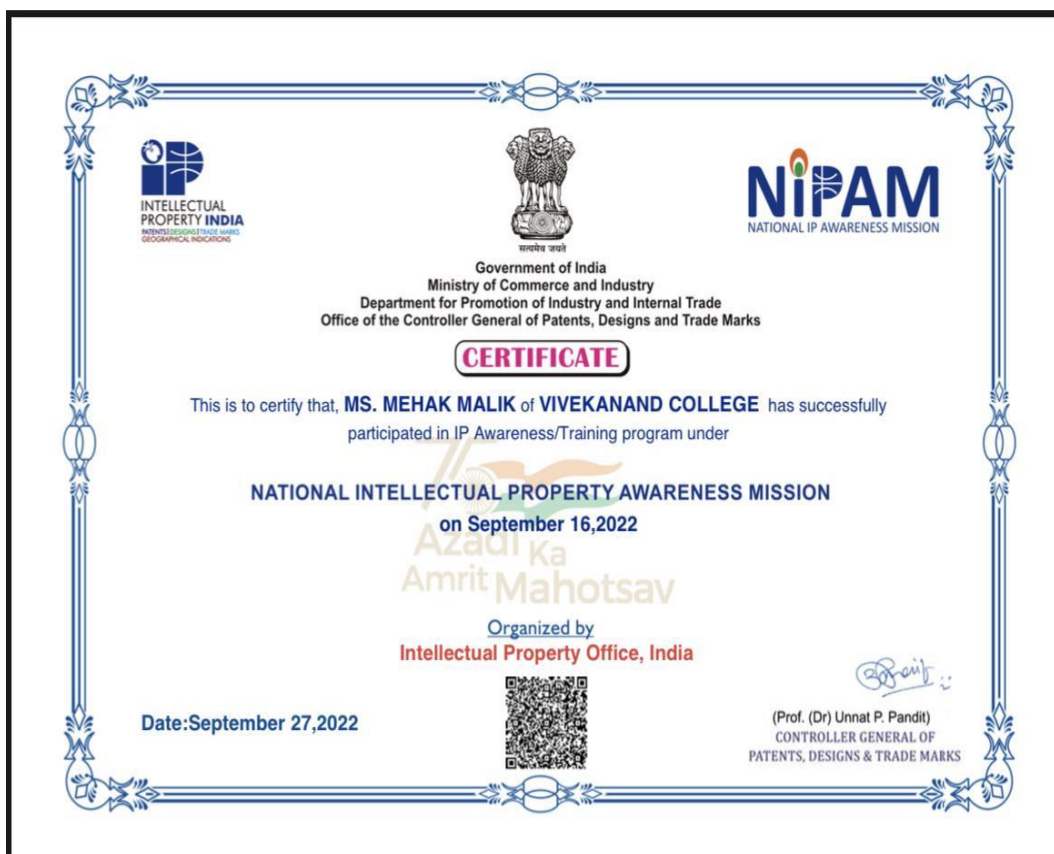 INTELLECTUAL
PROPERTY INDIA
PATENTS|DESIGNS|TRADE MARKS
GEOGRAPHICAL INDICATIONS
सत्यमेव जयते
NiPAM
NATIONAL IP AWARENESS MISSION
Government of India
Ministry of Commerce and Industry
Department for Promotion of Industry and Internal Trade
Office of the Controller General of Patents, Designs and Trade Marks
CERTIFICATE
This is to certify that, MS. MEHAK MALIK of VIVEKANAND COLLEGE has successfully
participated in IP Awareness/Training program under
NATIONAL INTELLECTUAL PROPERTY AWARENESS MISSION
on September 16,2022
75
Azadi Ka
Amrit Mahotsav
Organized by
Intellectual Property Office, India
Date:September 27,2022
(Prof. (Dr) Unnat P. Pandit)
CONTROLLER GENERAL OF
PATENTS, DESIGNS & TRADE MARKS